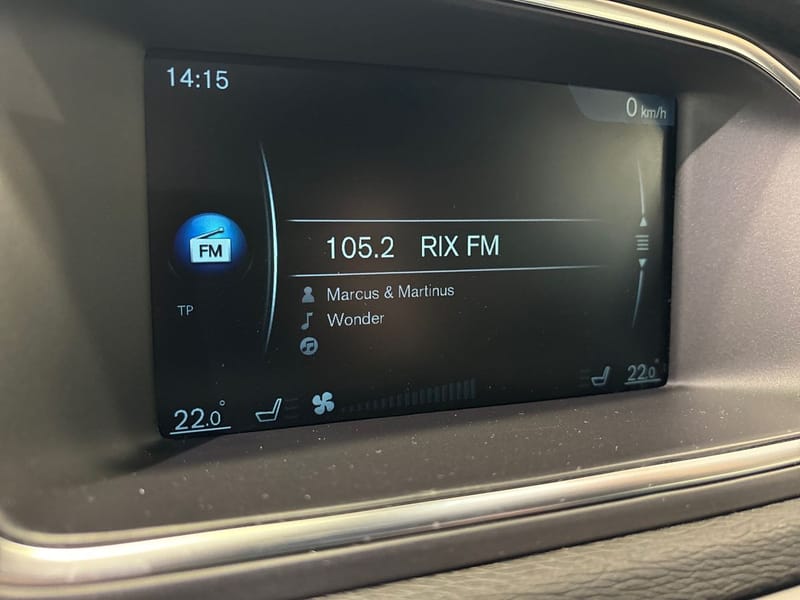 14:15
0 km/h
FM
105.2 RIX FM
TP
Marcus & Martinus
Wonder
22.0°
22.0°